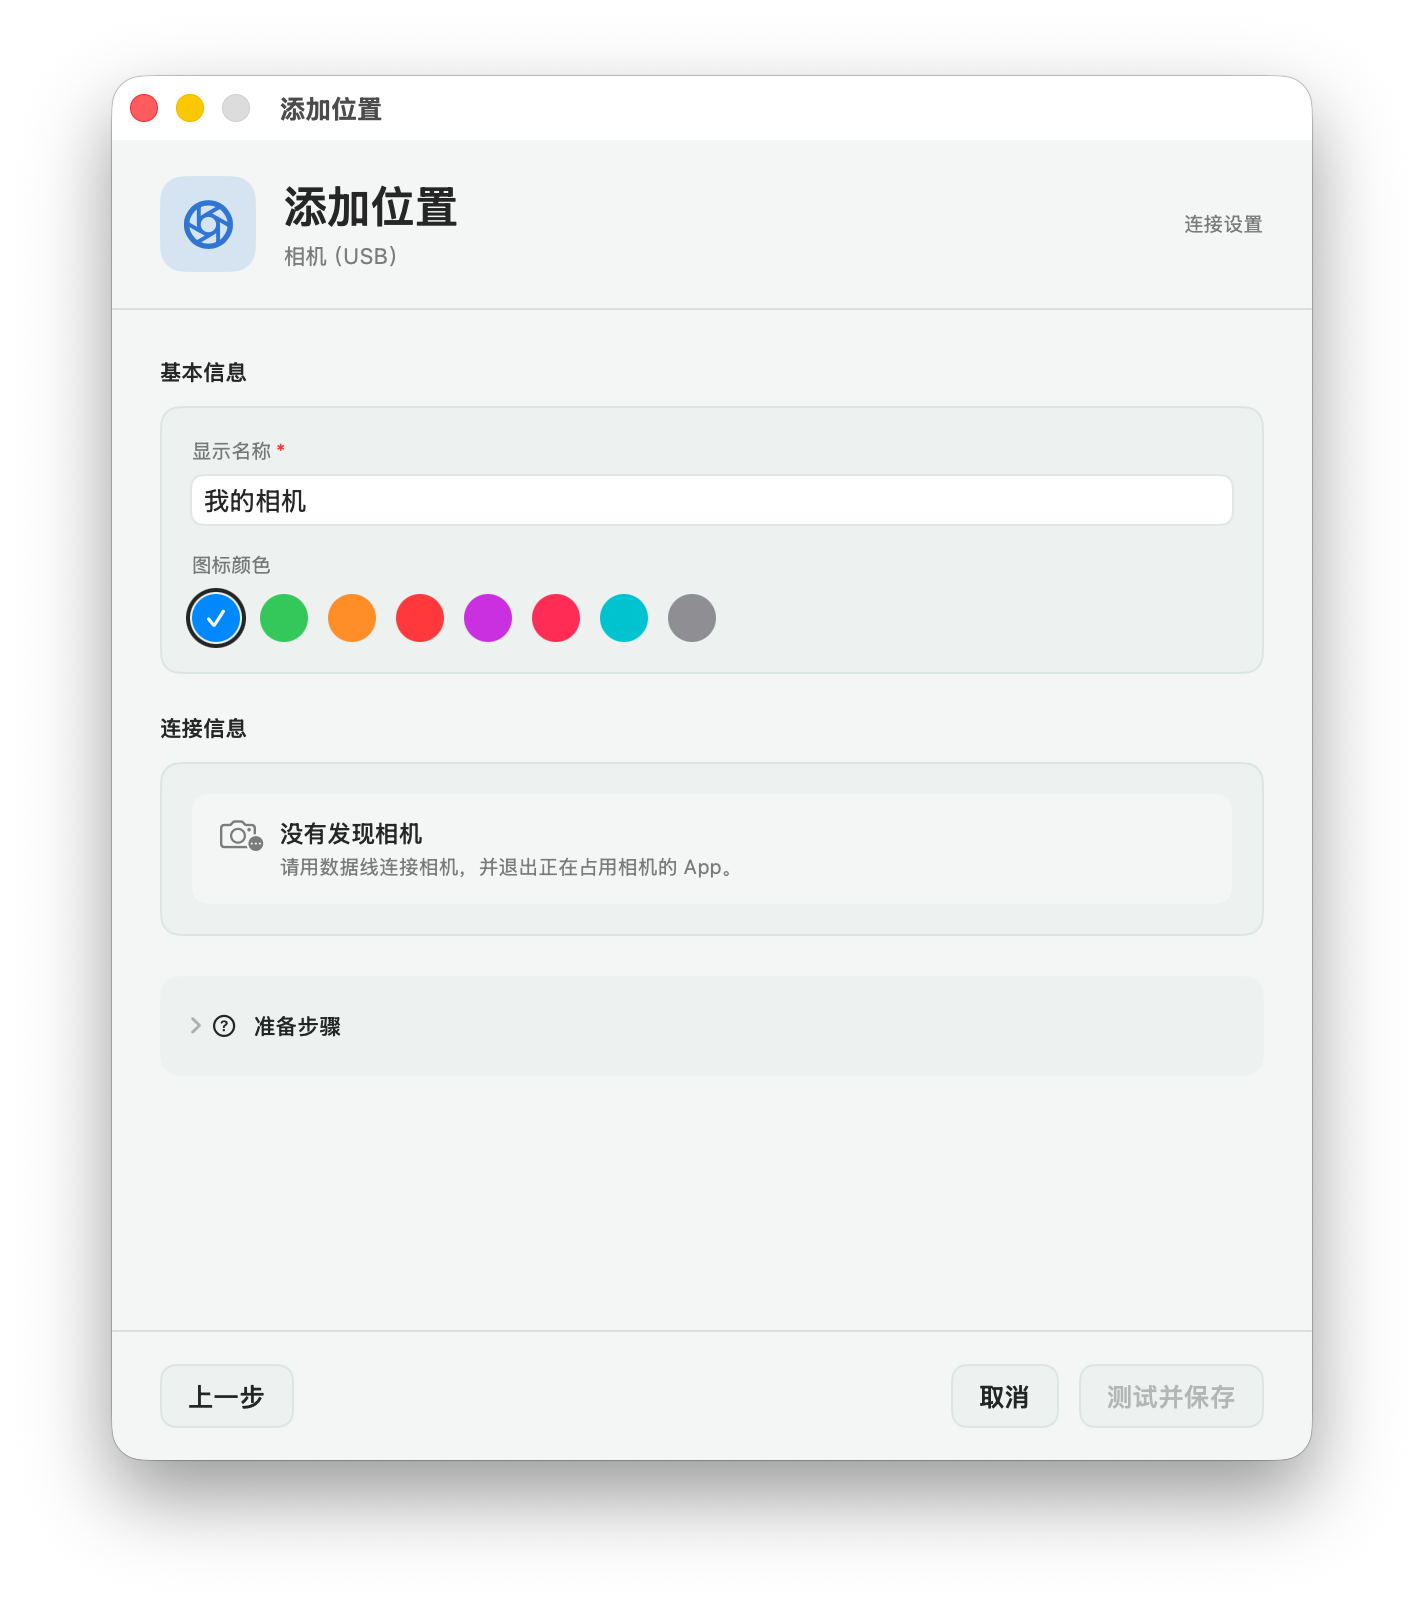 添加位置
添加位置
相机 (USB)
连接设置
基本信息
显示名称 *
我的相机
图标颜色
连接信息
没有发现相机
请用数据线连接相机，并退出正在占用相机的 App。
准备步骤
上一步
取消
测试并保存